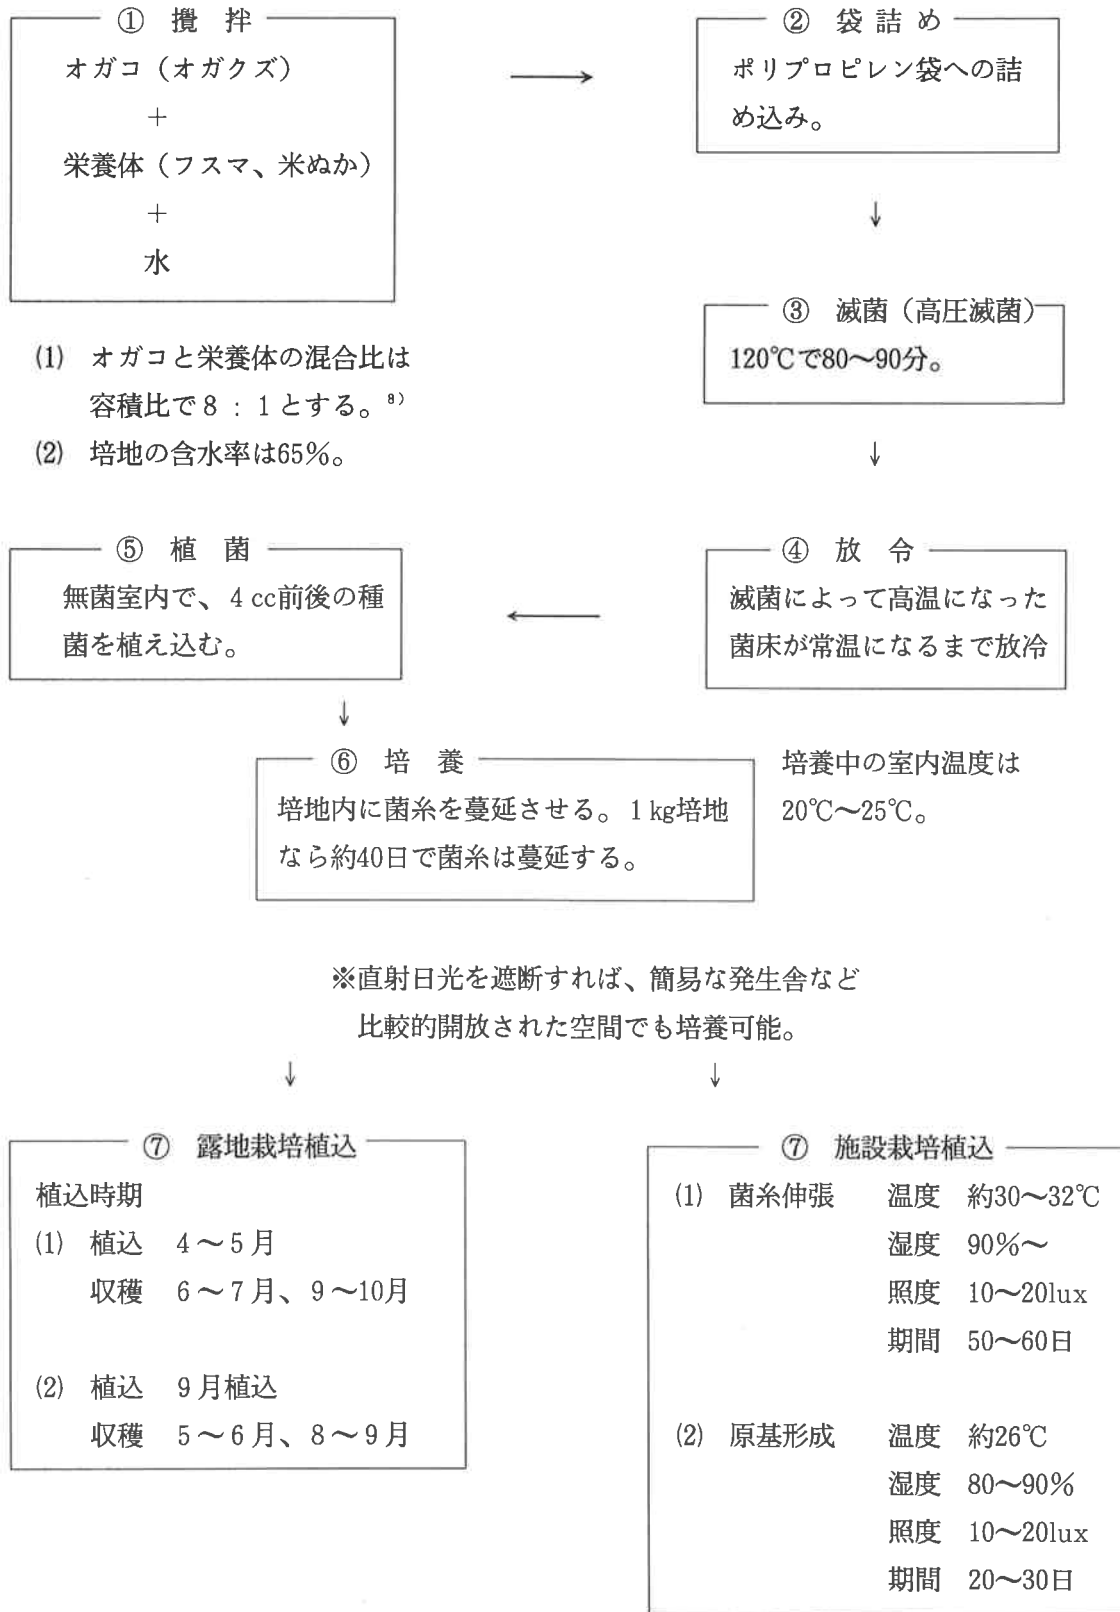 ① 攪 拌
オガコ（オガクズ）
＋
栄養体（フスマ、米ぬか）
＋
水
→
② 袋 詰 め
ポリプロピレン袋への詰
め込み。
↓
③ 滅菌（高圧滅菌）
120℃で80〜90分。
⑴ オガコと栄養体の混合比は
容積比で8：1とする。⁸⁾
⑵ 培地の含水率は65％。
↓
④ 放 令
滅菌によって高温になった
菌床が常温になるまで放冷
←
⑤ 植 菌
無菌室内で、4cc前後の種
菌を植え込む。
↓
⑥ 培 養
培地内に菌糸を蔓延させる。1kg培地
なら約40日で菌糸は蔓延する。
培養中の室内温度は
20℃〜25℃。
※直射日光を遮断すれば、簡易な発生舎など
比較的開放された空間でも培養可能。
↓ ↓
⑦ 露地栽培植込
植込時期
⑴ 植込 4〜5月
収穫 6〜7月、9〜10月
⑵ 植込 9月植込
収穫 5〜6月、8〜9月
⑦ 施設栽培植込
⑴ 菌糸伸張 温度 約30〜32℃
湿度 90％〜
照度 10〜20lux
期間 50〜60日
⑵ 原基形成 温度 約26℃
湿度 80〜90％
照度 10〜20lux
期間 20〜30日